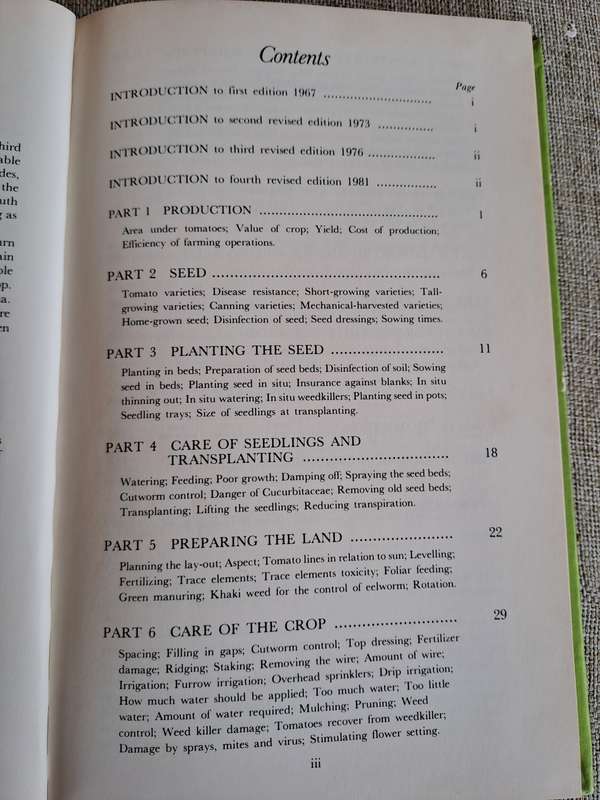 hird
able
des,
the
uth
g as
urn
ain
ole
op.
a.
re
en
Contents
Page
INTRODUCTION to first edition 1967 .............................. i
INTRODUCTION to second revised edition 1973 ............... i
INTRODUCTION to third revised edition 1976 .................. ii
INTRODUCTION to fourth revised edition 1981 ................ ii
PART 1 PRODUCTION .............................................. 1
Area under tomatoes; Value of crop; Yield; Cost of production;
Efficiency of farming operations.
PART 2 SEED .......................................................... 6
Tomato varieties; Disease resistance; Short-growing varieties; Tall-
growing varieties; Canning varieties; Mechanical-harvested varieties;
Home-grown seed; Disinfection of seed; Seed dressings; Sowing times.
PART 3 PLANTING THE SEED ............................ 11
Planting in beds; Preparation of seed beds; Disinfection of soil; Sowing
seed in beds; Planting seed in situ; Insurance against blanks; In situ
thinning out; In situ watering; In situ weedkillers; Planting seed in pots;
Seedling trays; Size of seedlings at transplanting.
PART 4 CARE OF SEEDLINGS AND
TRANSPLANTING .................................... 18
Watering; Feeding; Poor growth; Damping off; Spraying the seed beds;
Cutworm control; Danger of Cucurbitaceae; Removing old seed beds;
Transplanting; Lifting the seedlings; Reducing transpiration.
PART 5 PREPARING THE LAND ......................... 22
Planning the lay-out; Aspect; Tomato lines in relation to sun; Levelling;
Fertilizing; Trace elements; Trace elements toxicity; Foliar feeding;
Green manuring; Khaki weed for the control of eelworm; Rotation.
PART 6 CARE OF THE CROP .............................. 29
Spacing; Filling in gaps; Cutworm control; Top dressing; Fertilizer
damage; Ridging; Staking; Removing the wire; Amount of wire;
Irrigation; Furrow irrigation; Overhead sprinklers; Drip irrigation;
How much water should be applied; Too much water; Too little
water; Amount of water required; Mulching; Pruning; Weed
control; Weed killer damage; Tomatoes recover from weedkiller;
Damage by sprays, mites and virus; Stimulating flower setting.
iii